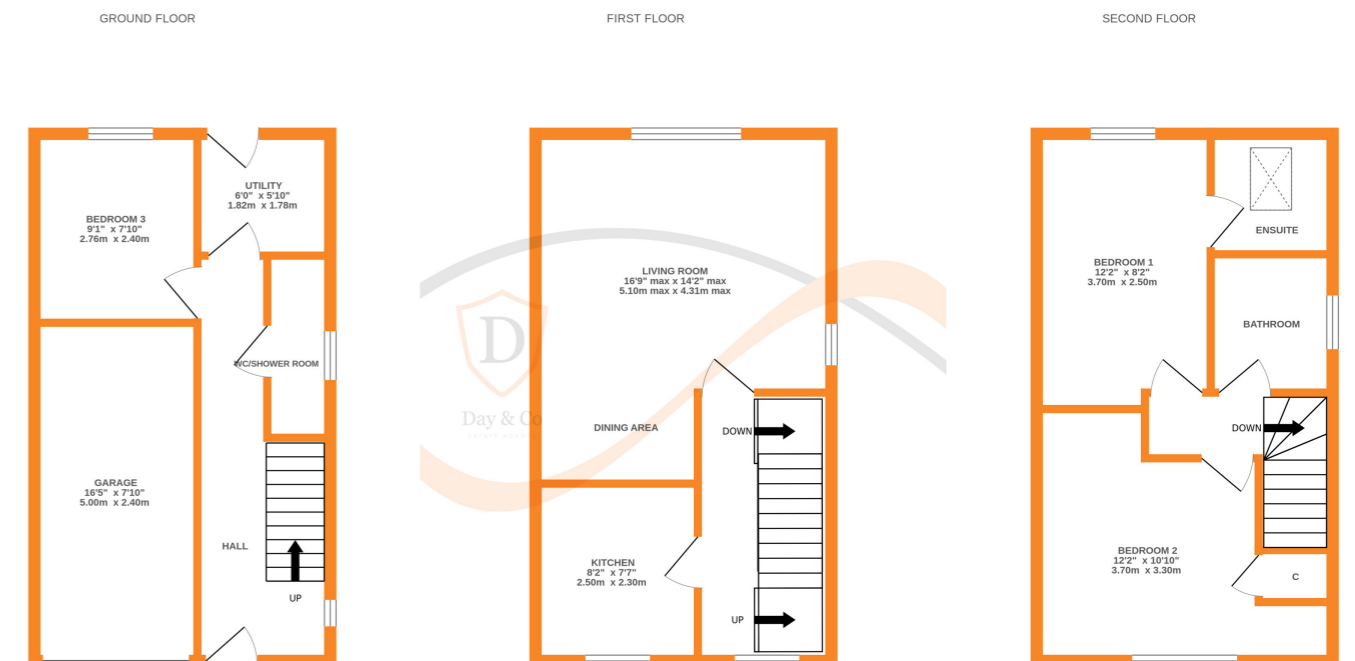 GROUND FLOOR
FIRST FLOOR
SECOND FLOOR
UTILITY
6'0" x 5'10"
1.82m x 1.78m
BEDROOM 3
9'1" x 7'10"
2.76m x 2.40m
WC/SHOWER ROOM
GARAGE
16'5" x 7'10"
5.00m x 2.40m
HALL
UP
LIVING ROOM
16'9" max x 14'2" max
5.10m max x 4.31m max
D
Day & Co
ESTATE AGENTS
DINING AREA
DOWN
KITCHEN
8'2" x 7'7"
2.50m x 2.30m
UP
ENSUITE
BEDROOM 1
12'2" x 8'2"
3.70m x 2.50m
BATHROOM
DOWN
BEDROOM 2
12'2" x 10'10"
3.70m x 3.30m
C